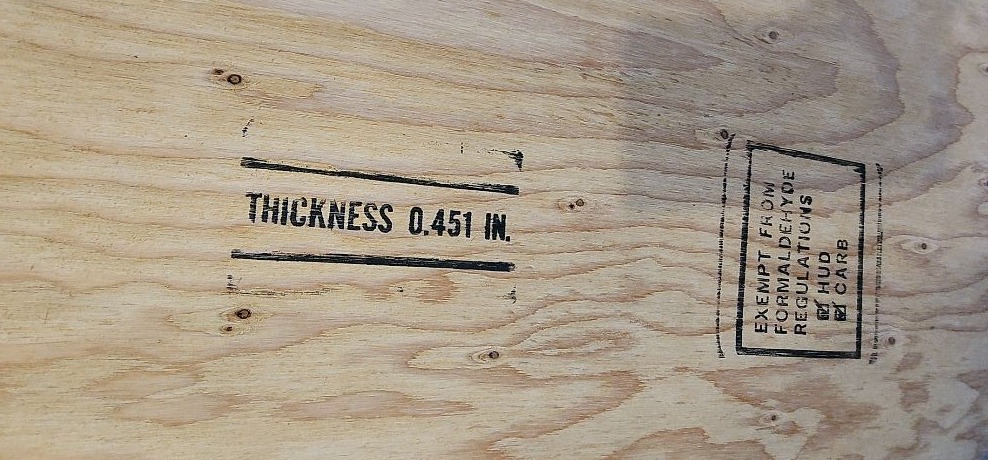 THICKNESS 0.451 IN.
EXEMPT FROM
FORMALDEHYDE
REGULATIONS
☑ HUD
☑ CARB